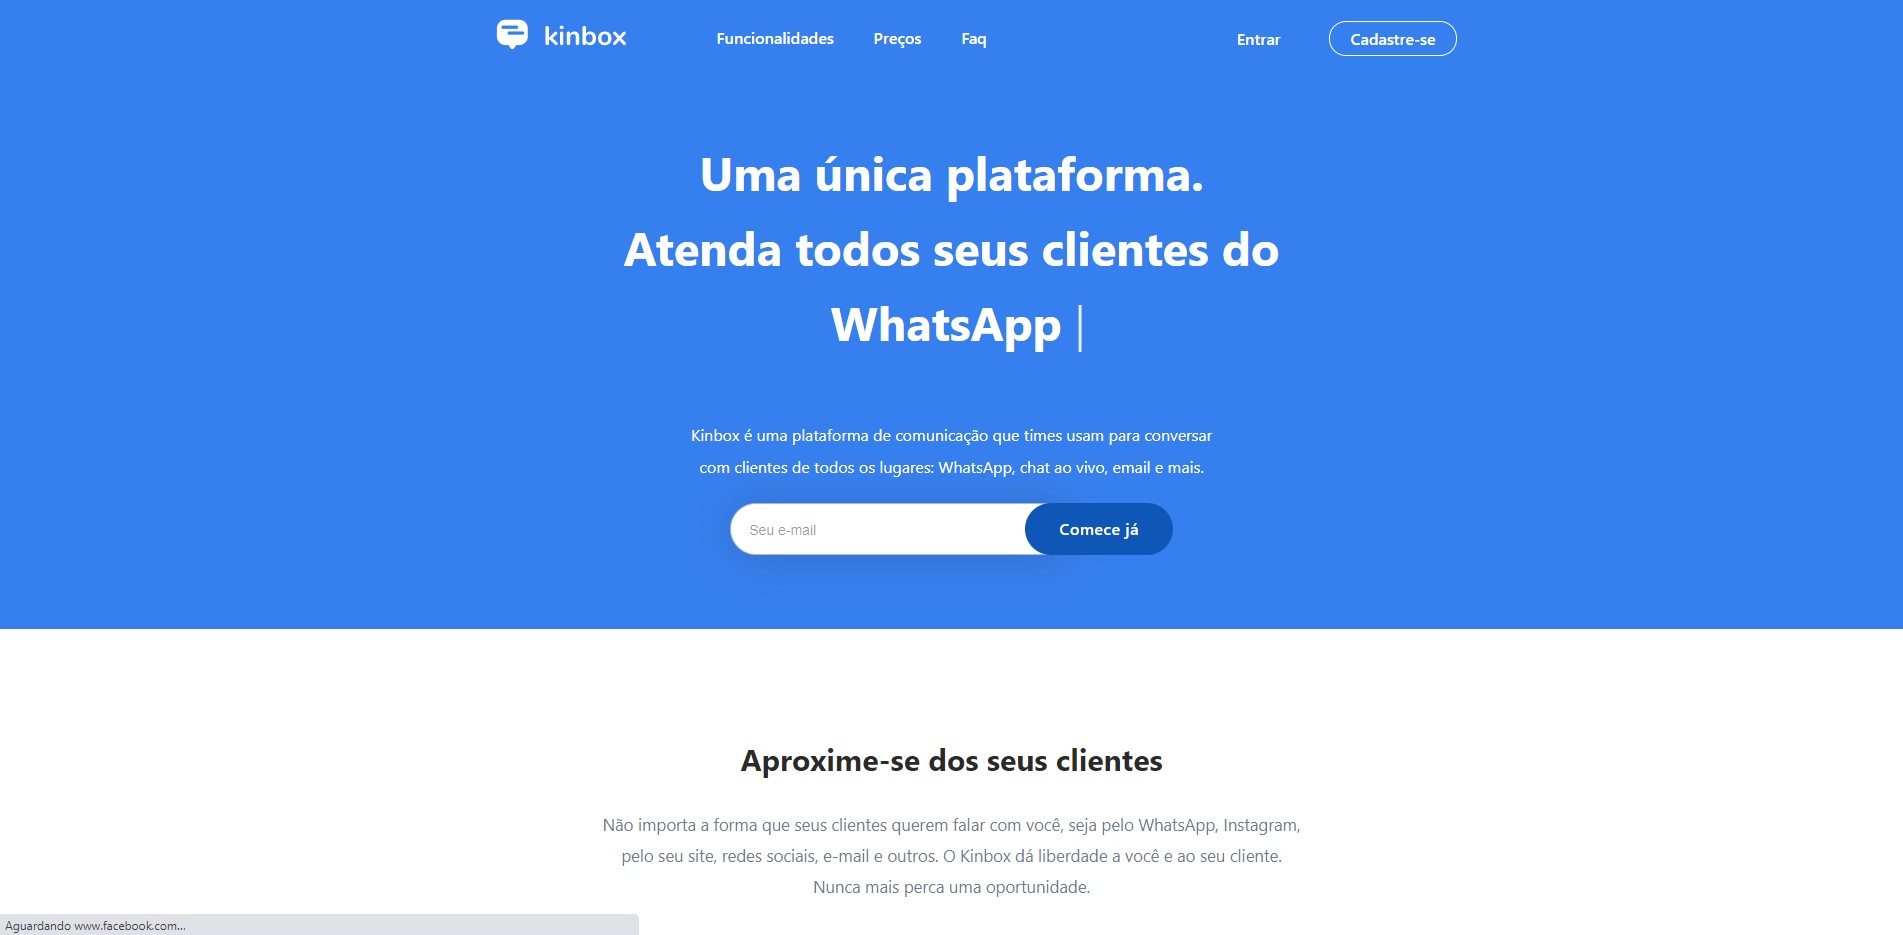 kinbox
Funcionalidades
Preços
Faq
Entrar
Cadastre-se
Uma única plataforma.
Atenda todos seus clientes do
WhatsApp |
Kinbox é uma plataforma de comunicação que times usam para conversar
com clientes de todos os lugares: WhatsApp, chat ao vivo, email e mais.
Seu e-mail
Comece já
Aproxime-se dos seus clientes
Não importa a forma que seus clientes querem falar com você, seja pelo WhatsApp, Instagram,
pelo seu site, redes sociais, e-mail e outros. O Kinbox dá liberdade a você e ao seu cliente.
Nunca mais perca uma oportunidade.
Aguardando www.facebook.com...